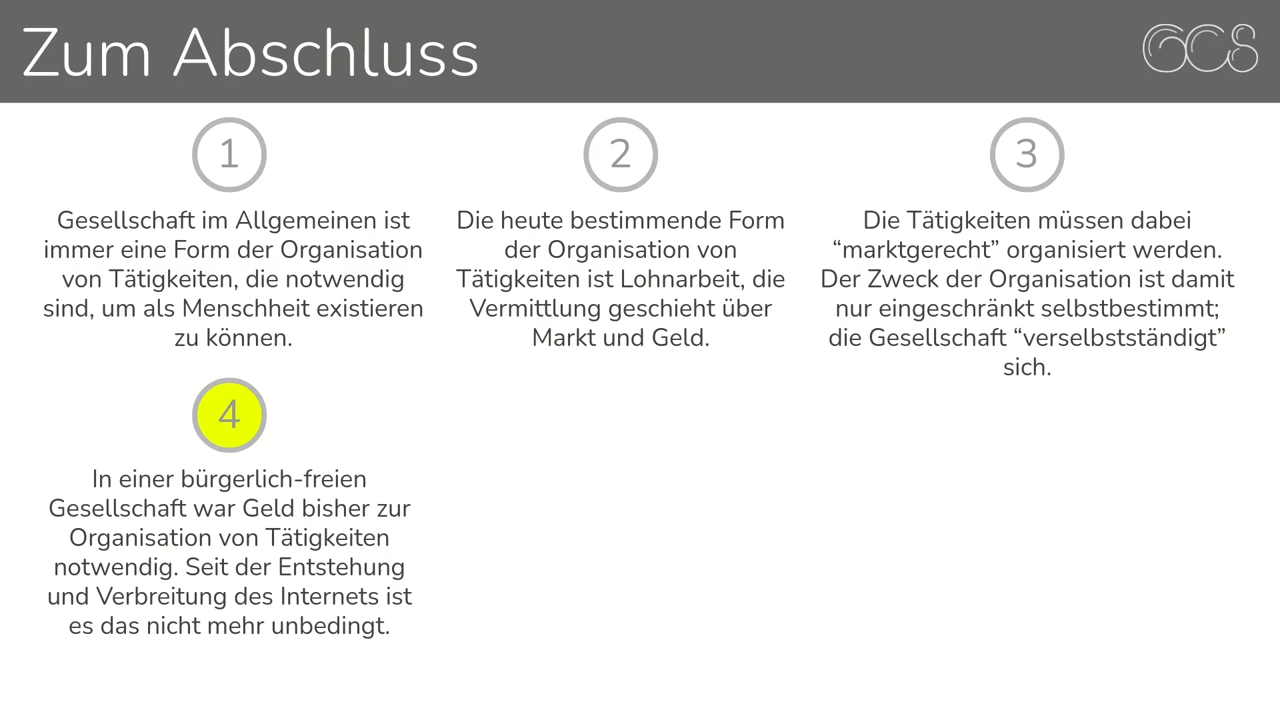 Zum Abschluss
GCS
1
Gesellschaft im Allgemeinen ist
immer eine Form der Organisation
von Tätigkeiten, die notwendig
sind, um als Menschheit existieren
zu können.
2
Die heute bestimmende Form
der Organisation von
Tätigkeiten ist Lohnarbeit, die
Vermittlung geschieht über
Markt und Geld.
3
Die Tätigkeiten müssen dabei
“marktgerecht” organisiert werden.
Der Zweck der Organisation ist damit
nur eingeschränkt selbstbestimmt;
die Gesellschaft “verselbstständigt”
sich.
4
In einer bürgerlich-freien
Gesellschaft war Geld bisher zur
Organisation von Tätigkeiten
notwendig. Seit der Entstehung
und Verbreitung des Internets ist
es das nicht mehr unbedingt.